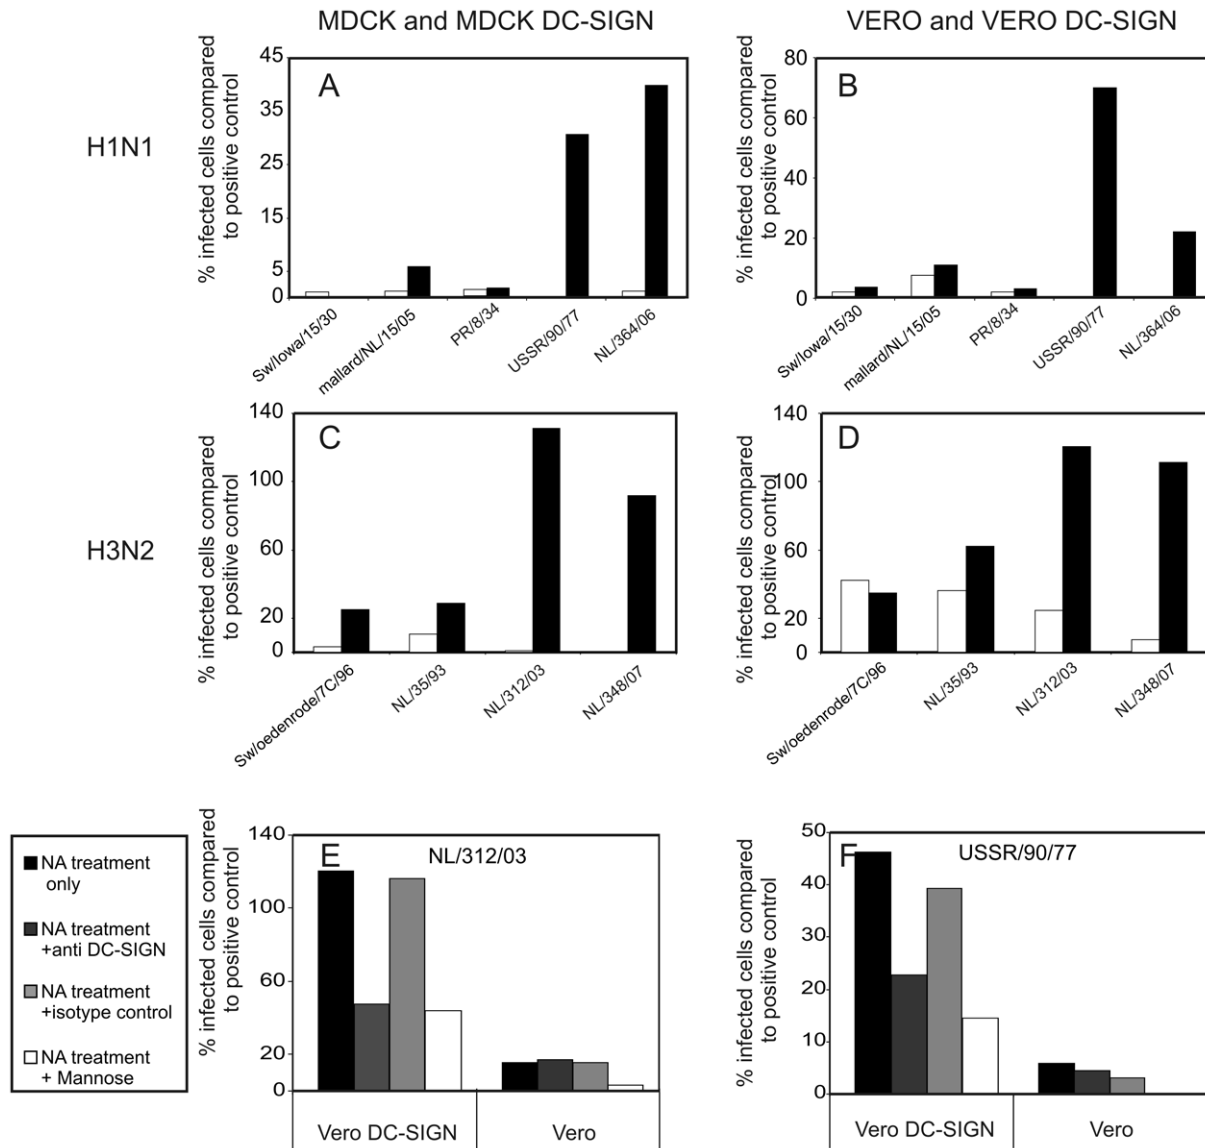 MDCK and MDCK DC-SIGN
VERO and VERO DC-SIGN
H1N1
% infected cells compared
to positive control
45
35
25
15
5
0
A
Sw/Iowa/15/30
mallard/NL/15/05
PR/8/34
USSR/90/77
NL/364/06
% infected cells compared
to positive control
80
60
40
20
0
B
Sw/Iowa/15/30
mallard/NL/15/05
PR/8/34
USSR/90/77
NL/364/06
H3N2
% infected cells compared
to positive control
140
100
60
20
0
C
Sw/oedenrode/7C/96
NL/35/93
NL/312/03
NL/348/07
% infected cells compared
to positive control
140
100
60
20
0
D
Sw/oedenrode/7C/96
NL/35/93
NL/312/03
NL/348/07
NA treatment
only
NA treatment
+anti DC-SIGN
NA treatment
+isotype control
NA treatment
+ Mannose
% infected cells compared
to positive control
140
100
60
20
0
E
NL/312/03
Vero DC-SIGN
Vero
% infected cells compared
to positive control
50
40
30
20
10
0
F
USSR/90/77
Vero DC-SIGN
Vero